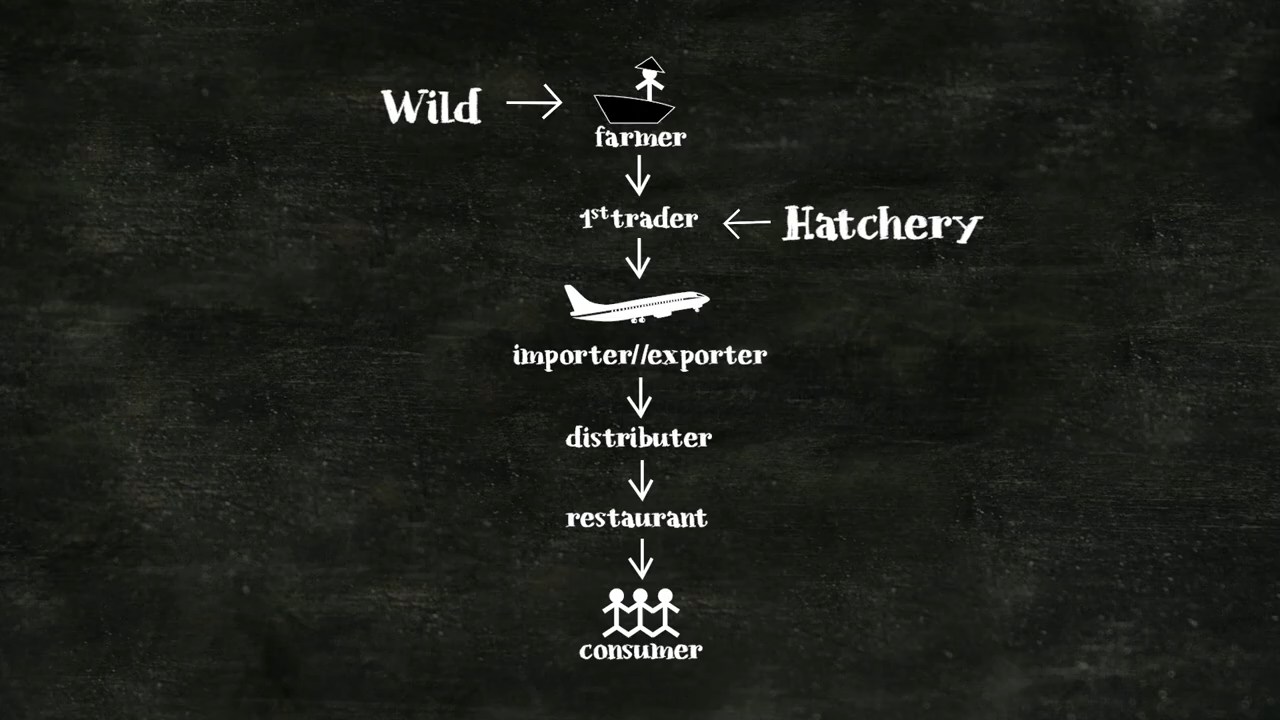 Wild
farmer
1st trader
Hatchery
importer//exporter
distributer
restaurant
consumer